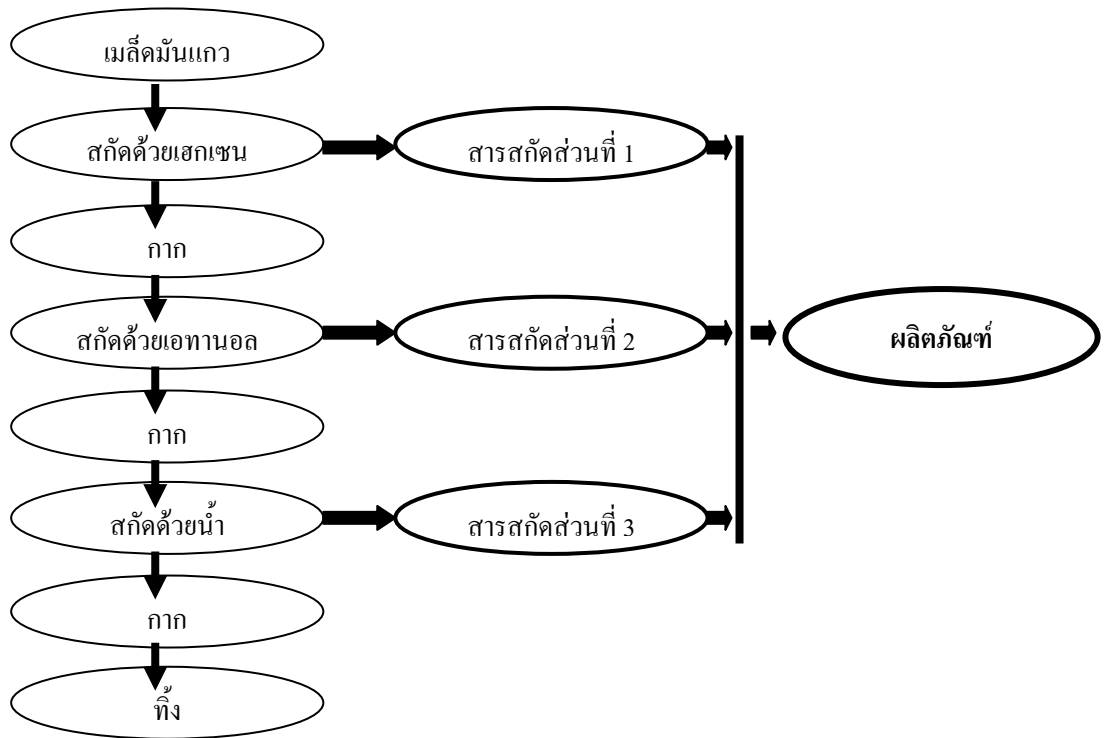 เมล็ดมันแกว
สกัดด้วยเฮกเซน
สารสกัดส่วนที่ 1
กาก
สกัดด้วยเอทานอล
สารสกัดส่วนที่ 2
ผลิตภัณฑ์
กาก
สกัดด้วยน้ำ
สารสกัดส่วนที่ 3
กาก
ทิ้ง